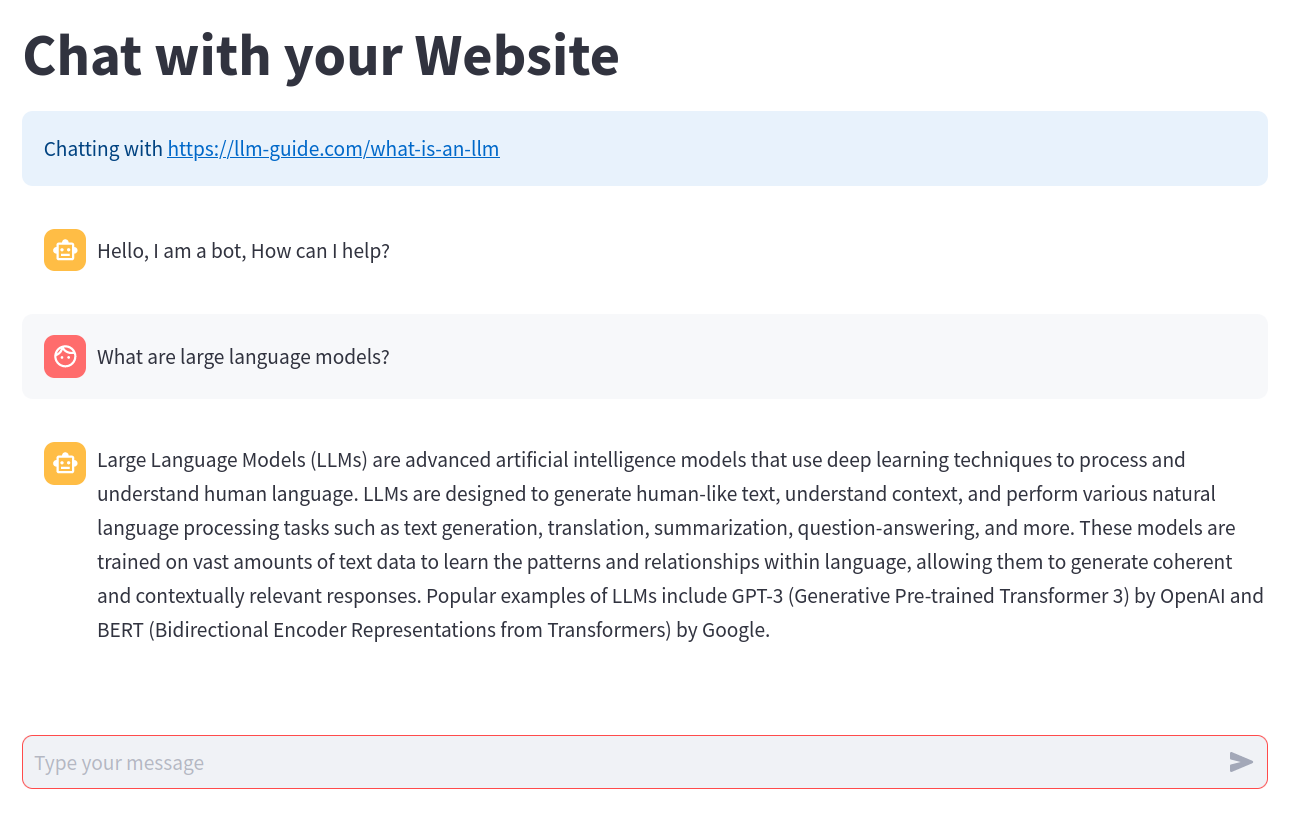 Chat with your Website
Chatting with https://llm-guide.com/what-is-an-llm
Hello, I am a bot, How can I help?
What are large language models?
Large Language Models (LLMs) are advanced artificial intelligence models that use deep learning techniques to process and
understand human language. LLMs are designed to generate human-like text, understand context, and perform various natural
language processing tasks such as text generation, translation, summarization, question-answering, and more. These models are
trained on vast amounts of text data to learn the patterns and relationships within language, allowing them to generate coherent
and contextually relevant responses. Popular examples of LLMs include GPT-3 (Generative Pre-trained Transformer 3) by OpenAI and
BERT (Bidirectional Encoder Representations from Transformers) by Google.
Type your message